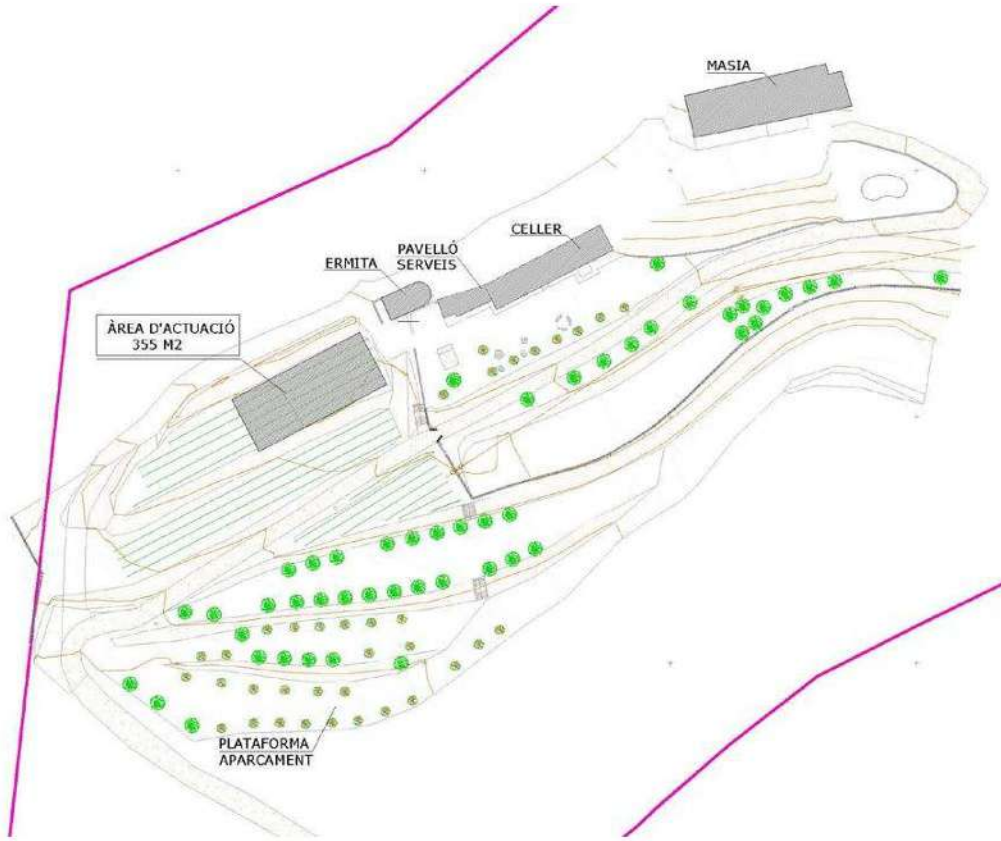 MASIA
CELLER
PAVELLÓ
SERVEIS
ERMITA
ÀREA D'ACTUACIÓ
355 M2
PLATAFORMA
APARCAMENT